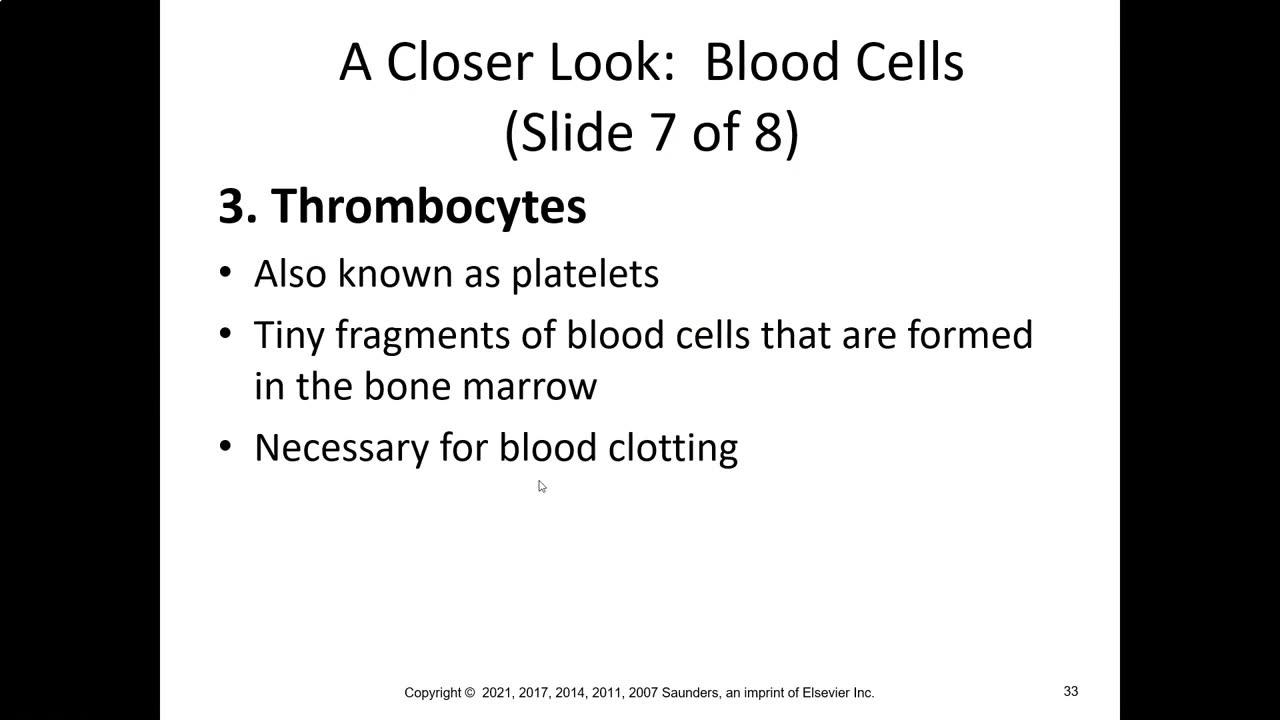 A Closer Look:  Blood Cells
(Slide 7 of 8)
3. Thrombocytes
• Also known as platelets
• Tiny fragments of blood cells that are formed
in the bone marrow
• Necessary for blood clotting
Copyright ©  2021, 2017, 2014, 2011, 2007 Saunders, an imprint of Elsevier Inc.
33